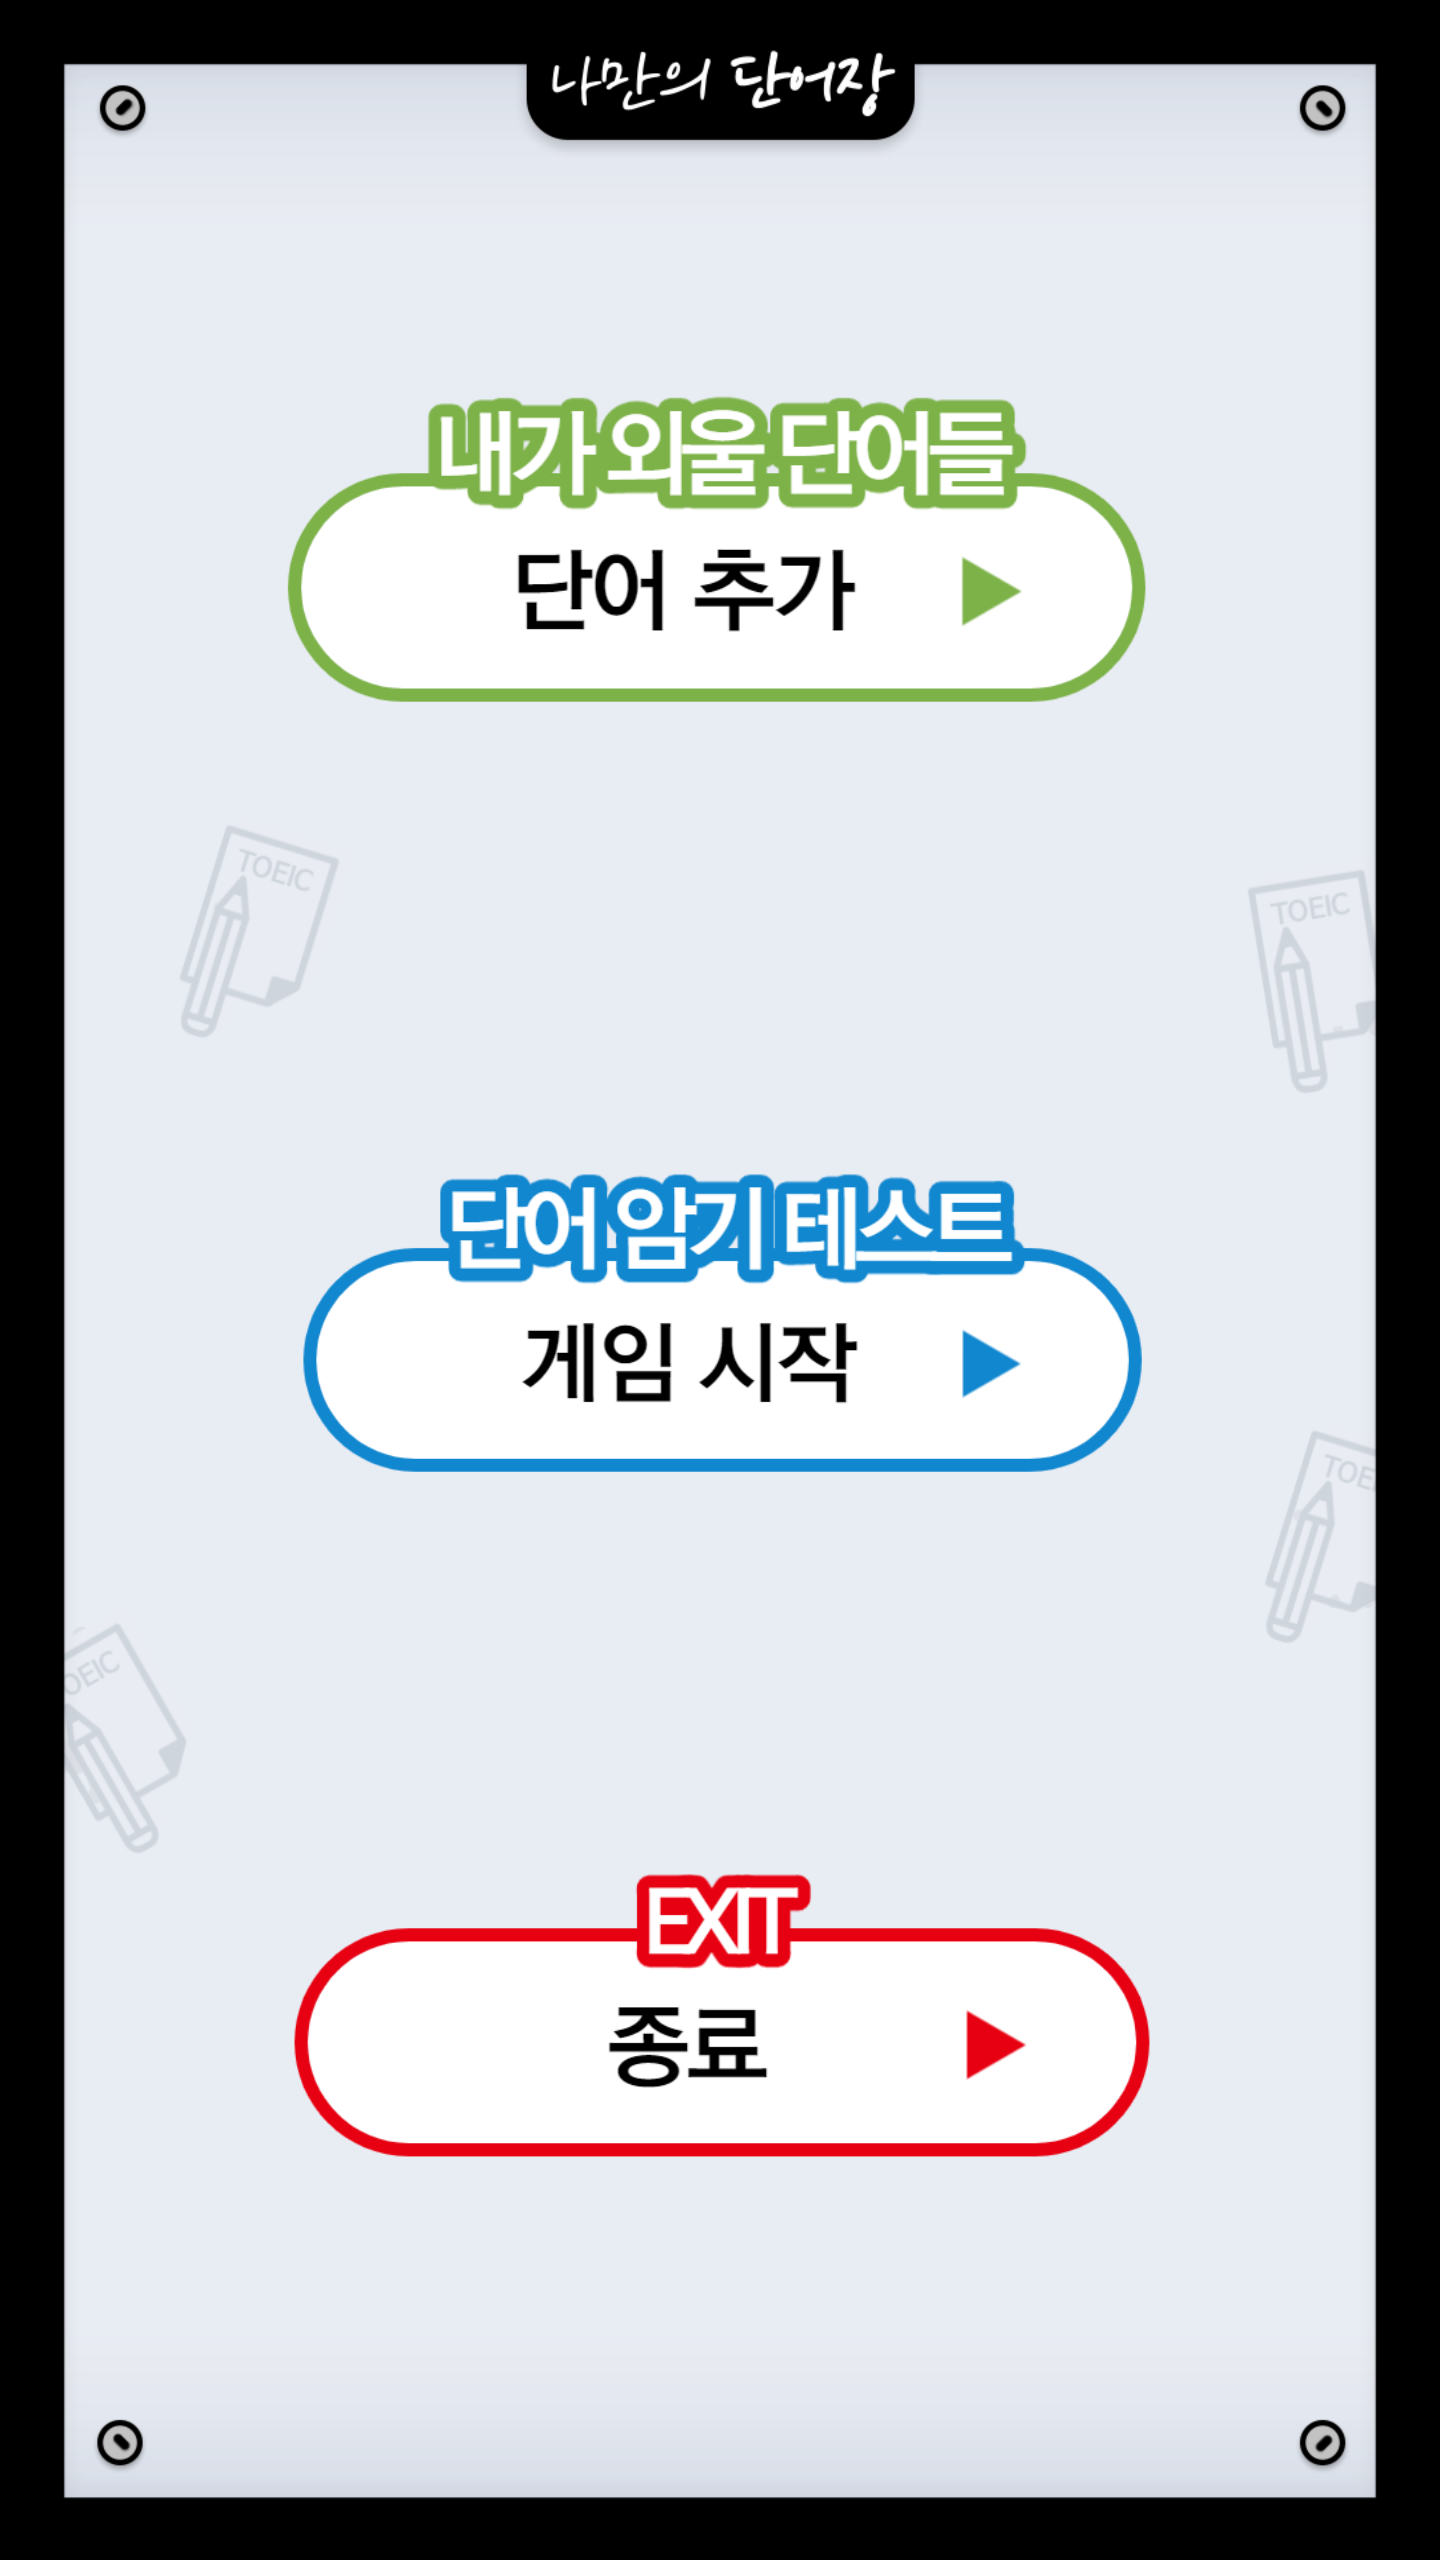 나만의 단어장
내가 외울 단어들
단어 추가
TOEIC
TOEIC
단어 암기 테스트
게임 시작
TOE
OEIC
EXIT
종료